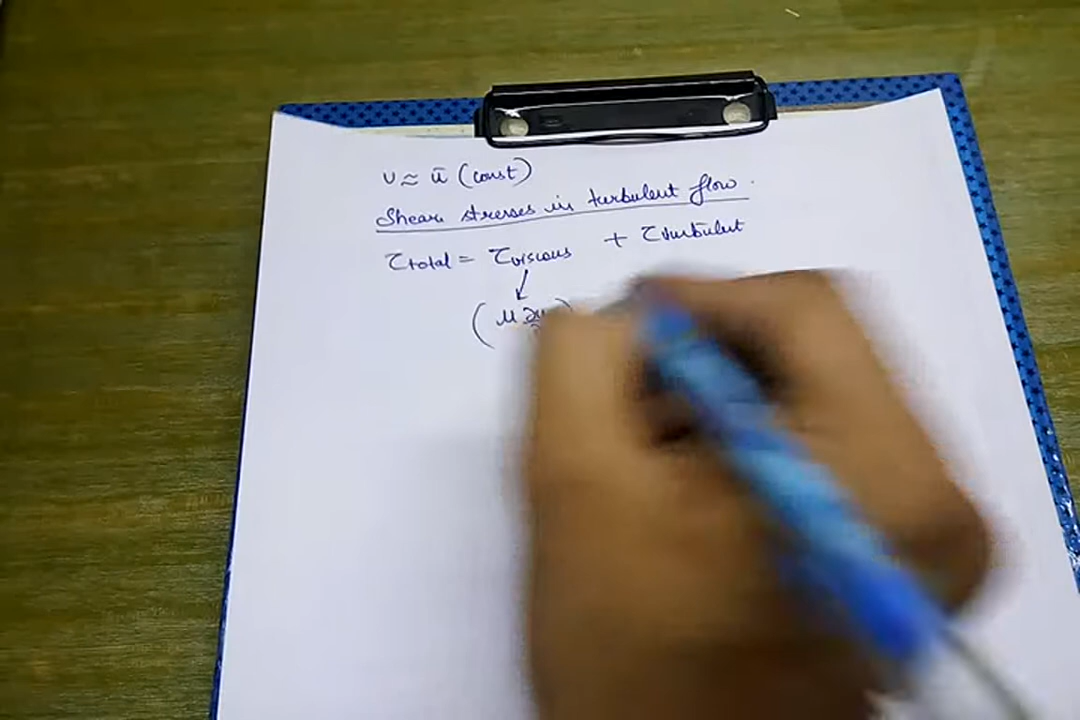 u ≈ ū (const)
Shear stresses in turbulent flow.
τtotal = τviscous + τturbulent
(μ ∂u